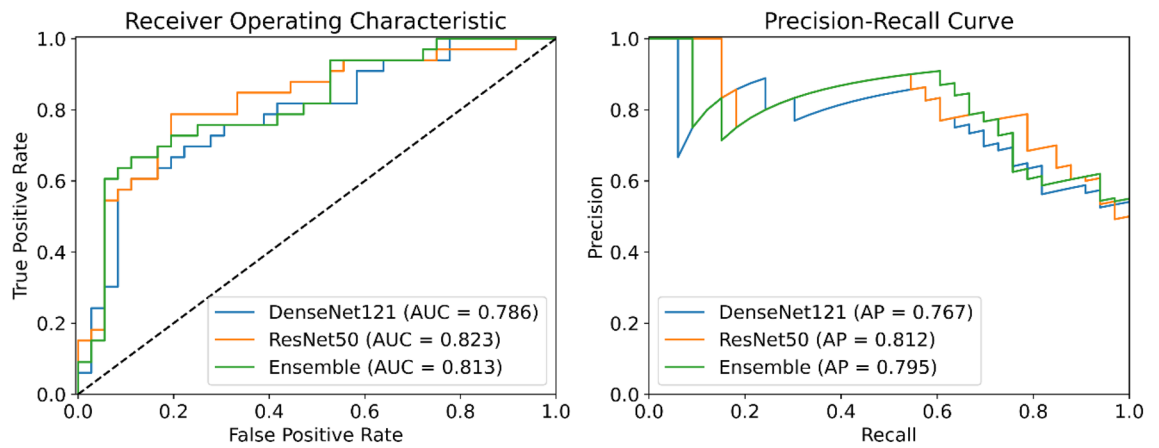 Receiver Operating Characteristic
1.0
0.8
0.6
0.4
0.2
0.0
True Positive Rate
DenseNet121 (AUC = 0.786)
ResNet50 (AUC = 0.823)
Ensemble (AUC = 0.813)
0.0 0.2 0.4 0.6 0.8 1.0
False Positive Rate
Precision-Recall Curve
1.0
0.8
0.6
0.4
0.2
0.0
Precision
DenseNet121 (AP = 0.767)
ResNet50 (AP = 0.812)
Ensemble (AP = 0.795)
0.0 0.2 0.4 0.6 0.8 1.0
Recall